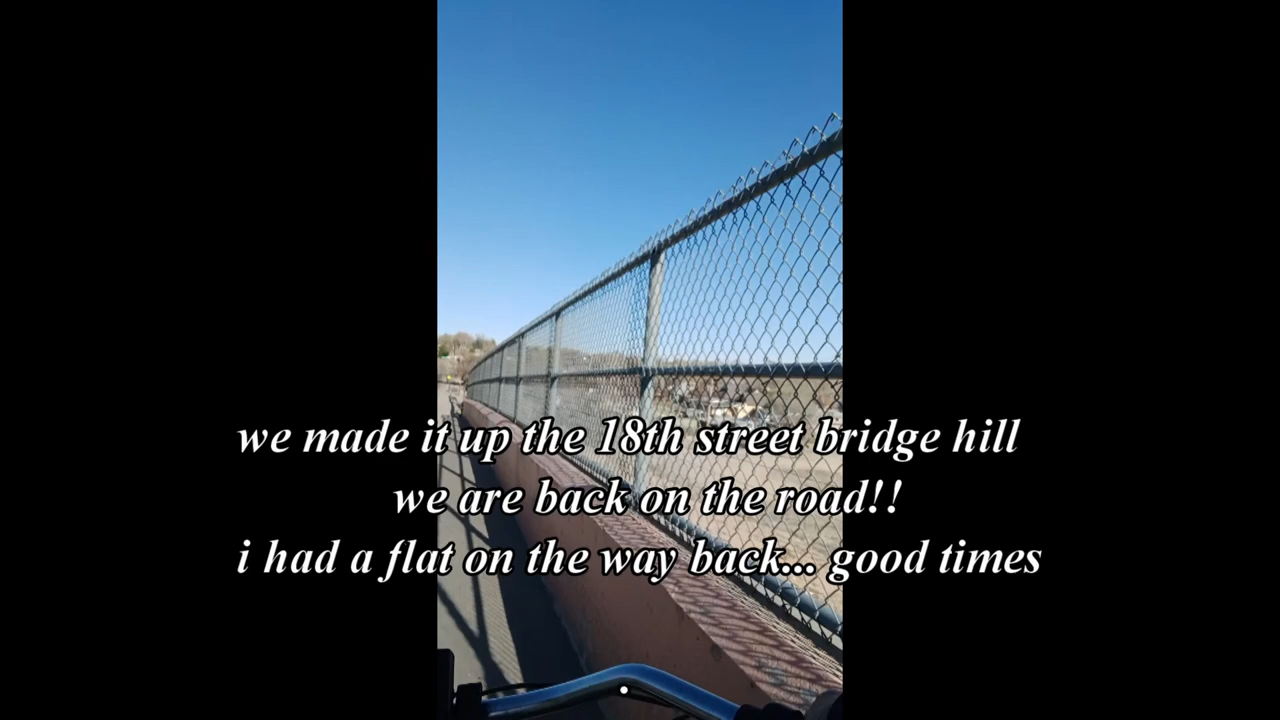 we made it up the 18th street bridge hill
we are back on the road!!
i had a flat on the way back... good times